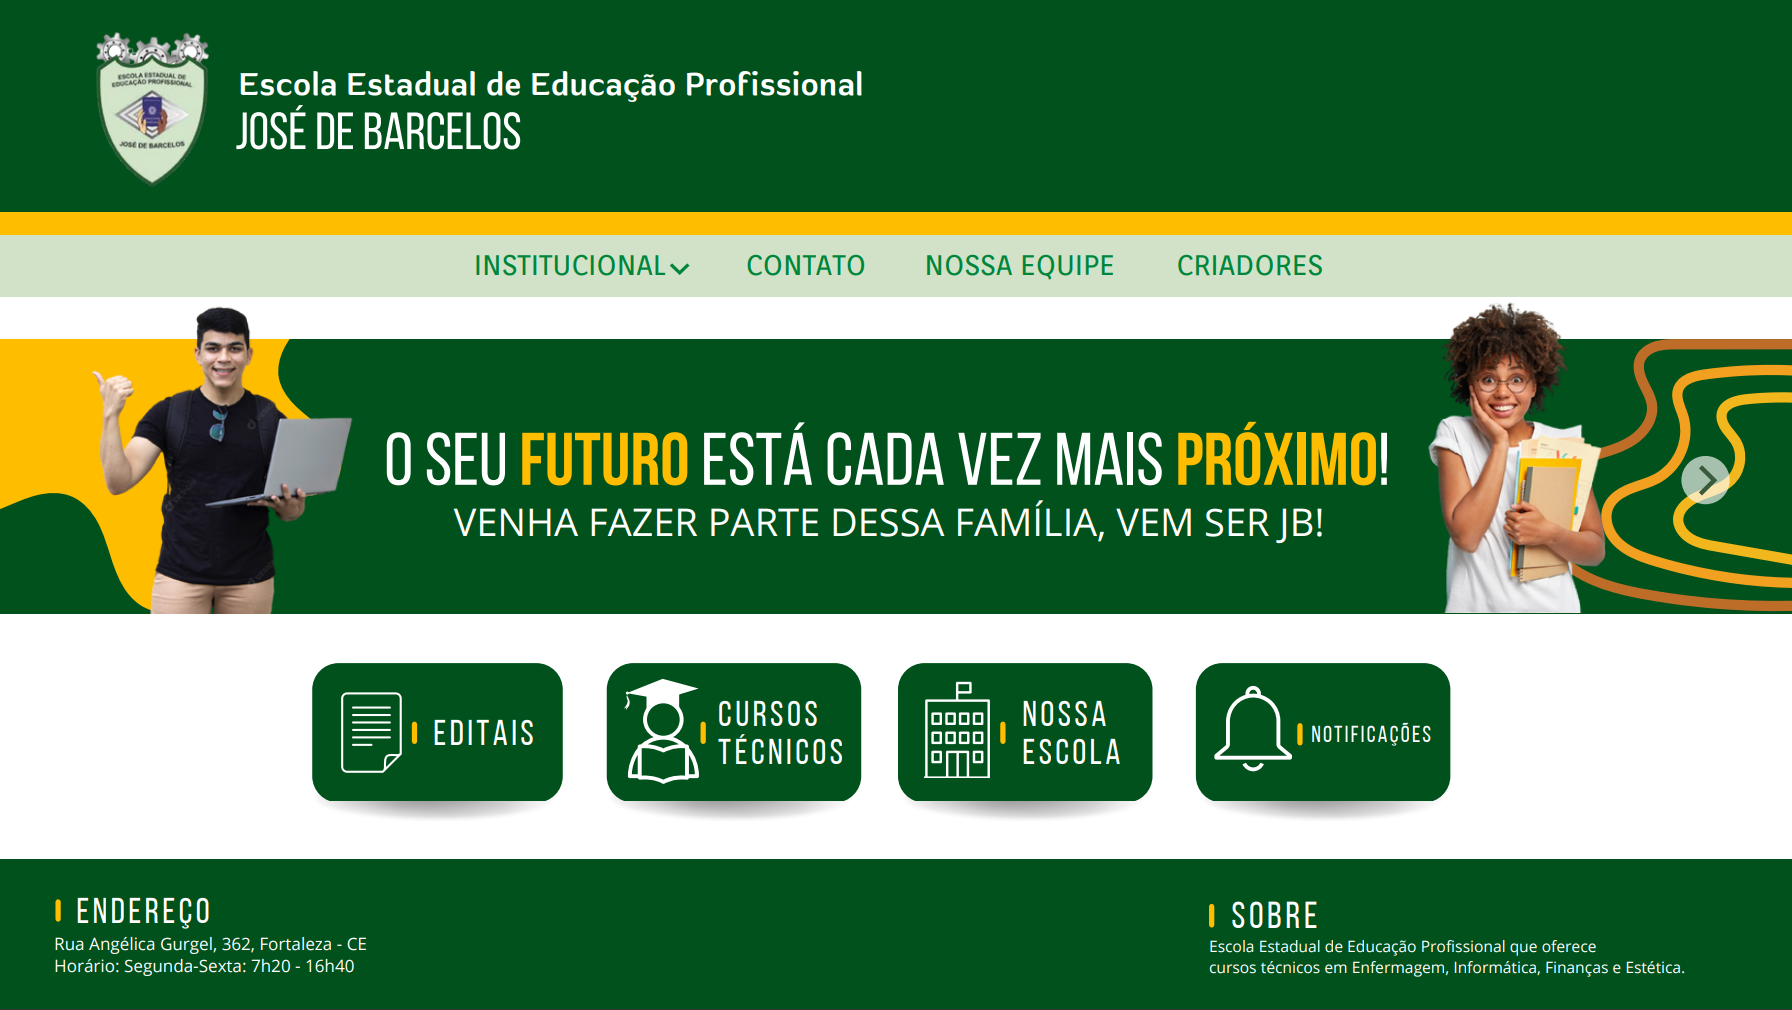 ESCOLA ESTADUAL DE
EDUCAÇÃO PROFISSIONAL
JOSÉ DE BARCELOS
Escola Estadual de Educação Profissional
JOSÉ DE BARCELOS
INSTITUCIONAL CONTATO NOSSA EQUIPE CRIADORES
O SEU FUTURO ESTÁ CADA VEZ MAIS PRÓXIMO!
VENHA FAZER PARTE DESSA FAMÍLIA, VEM SER JB!
EDITAIS
CURSOS
TÉCNICOS
NOSSA
ESCOLA
NOTIFICAÇÕES
ENDEREÇO
Rua Angélica Gurgel, 362, Fortaleza - CE
Horário: Segunda-Sexta: 7h20 - 16h40
SOBRE
Escola Estadual de Educação Profissional que oferece
cursos técnicos em Enfermagem, Informática, Finanças e Estética.